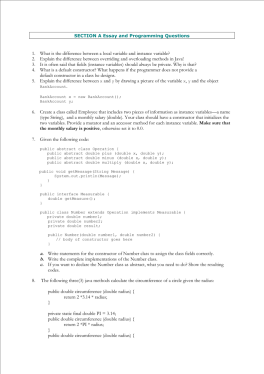 SECTION A Essay and Programming Questions
1. What is the difference between a local variable and instance variable?
2. Explain the difference between overriding and overloading methods in Java?
3. It is often said that fields (instance variables) should always be private. Why is that?
4. What is a default constructor? What happens if the programmer does not provide a
default constructor in a class he designs.
5. Explain the difference between x and y by drawing a picture of the variable x, y and the object
BankAccount.
BankAccount x = new BankAccount();
BankAccount y;
6. Create a class called Employee that includes two pieces of information as instance variables—a name
(type String), and a monthly salary (double). Your class should have a constructor that initializes the
two variables. Provide a mutator and an accessor method for each instance variable. Make sure that
the monthly salary is positive, otherwise set it to 0.0.
7. Given the following code:
public abstract class Operation {
public abstract double plus (double x, double y);
public abstract double minus (double x, double y);
public abstract double multiply (double x, double y);
public void getMessage(String Message) {
System.out.println(Message);
}
}
public interface Measurable {
double getMeasure();
}
public class Number extends Operation implements Measurable {
private double number1;
private double number2;
private double result;
public Number(double number1, double number2) {
// body of constructor goes here
}
}
a. Write statements for the constructor of Number class to assign the class fields correctly.
b. Write the complete implementations of the Number class.
c. If you want to declare the Number class as abstract, what you need to do? Show the resulting
codes.
8. The following three(3) java methods calculate the circumference of a circle given the radius:
public double circumference (double radius) {
return 2 *3.14 * radius;
}
private static final double PI = 3.14;
public double circumference (double radius) {
return 2 *PI * radius;
}
public double circumference (double radius) {